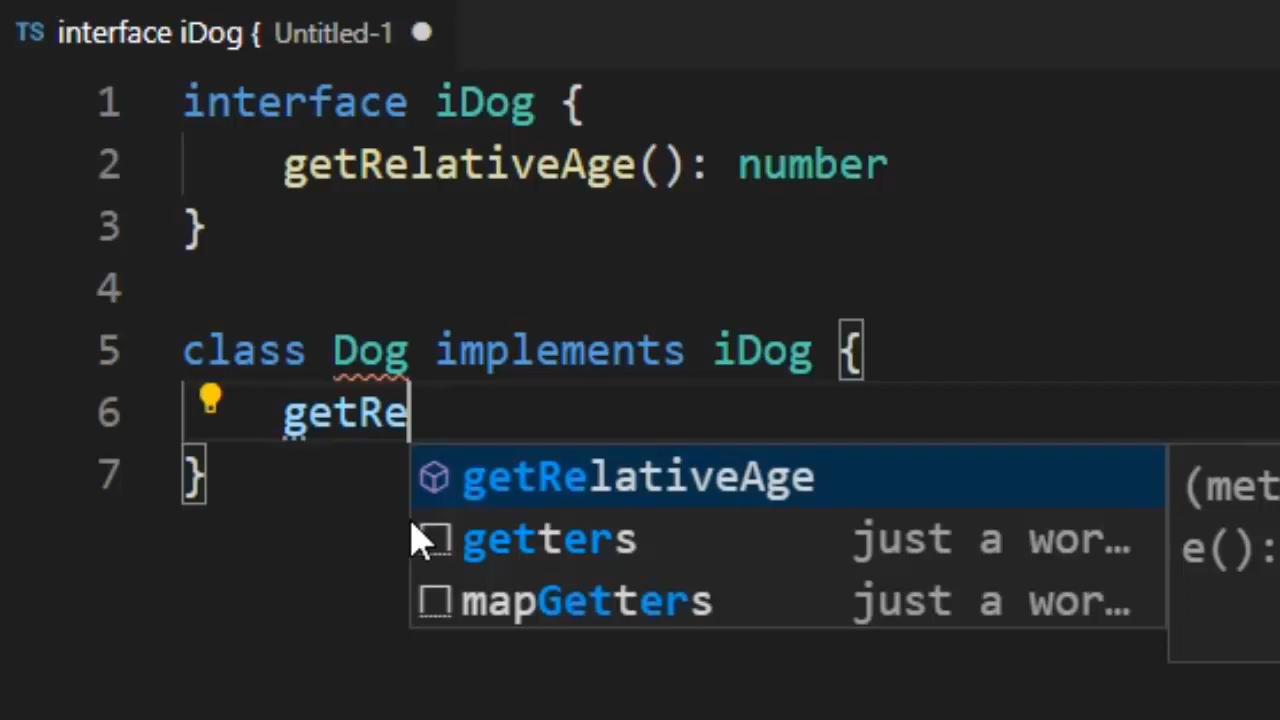 TS interface iDog { Untitled-1
1 interface iDog {
2 getRelativeAge(): number
3 }
4
5 class Dog implements iDog {
6 getRe
7 }
getRelativeAge (met
getters just a wor… e():
mapGetters just a wor…